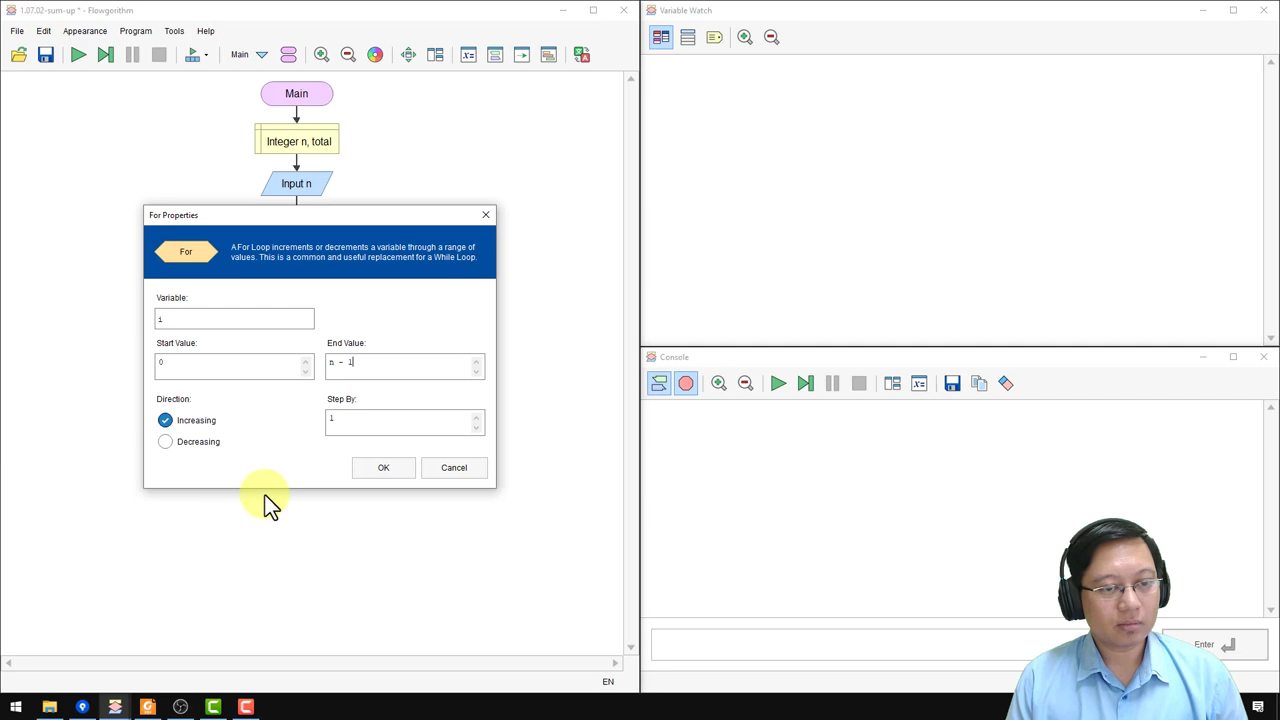 1.07.02-sum-up * - Flowgorithm
File Edit Appearance Program Tools Help
Main
Main
Integer n, total
Input n
For Properties
For
A For Loop increments or decrements a variable through a range of
values. This is a common and useful replacement for a While Loop.
Variable:
i
Start Value:
End Value:
0
n - 1
Direction:
Step By:
Increasing
1
Decreasing
OK
Cancel
EN
Variable Watch
Console
Enter